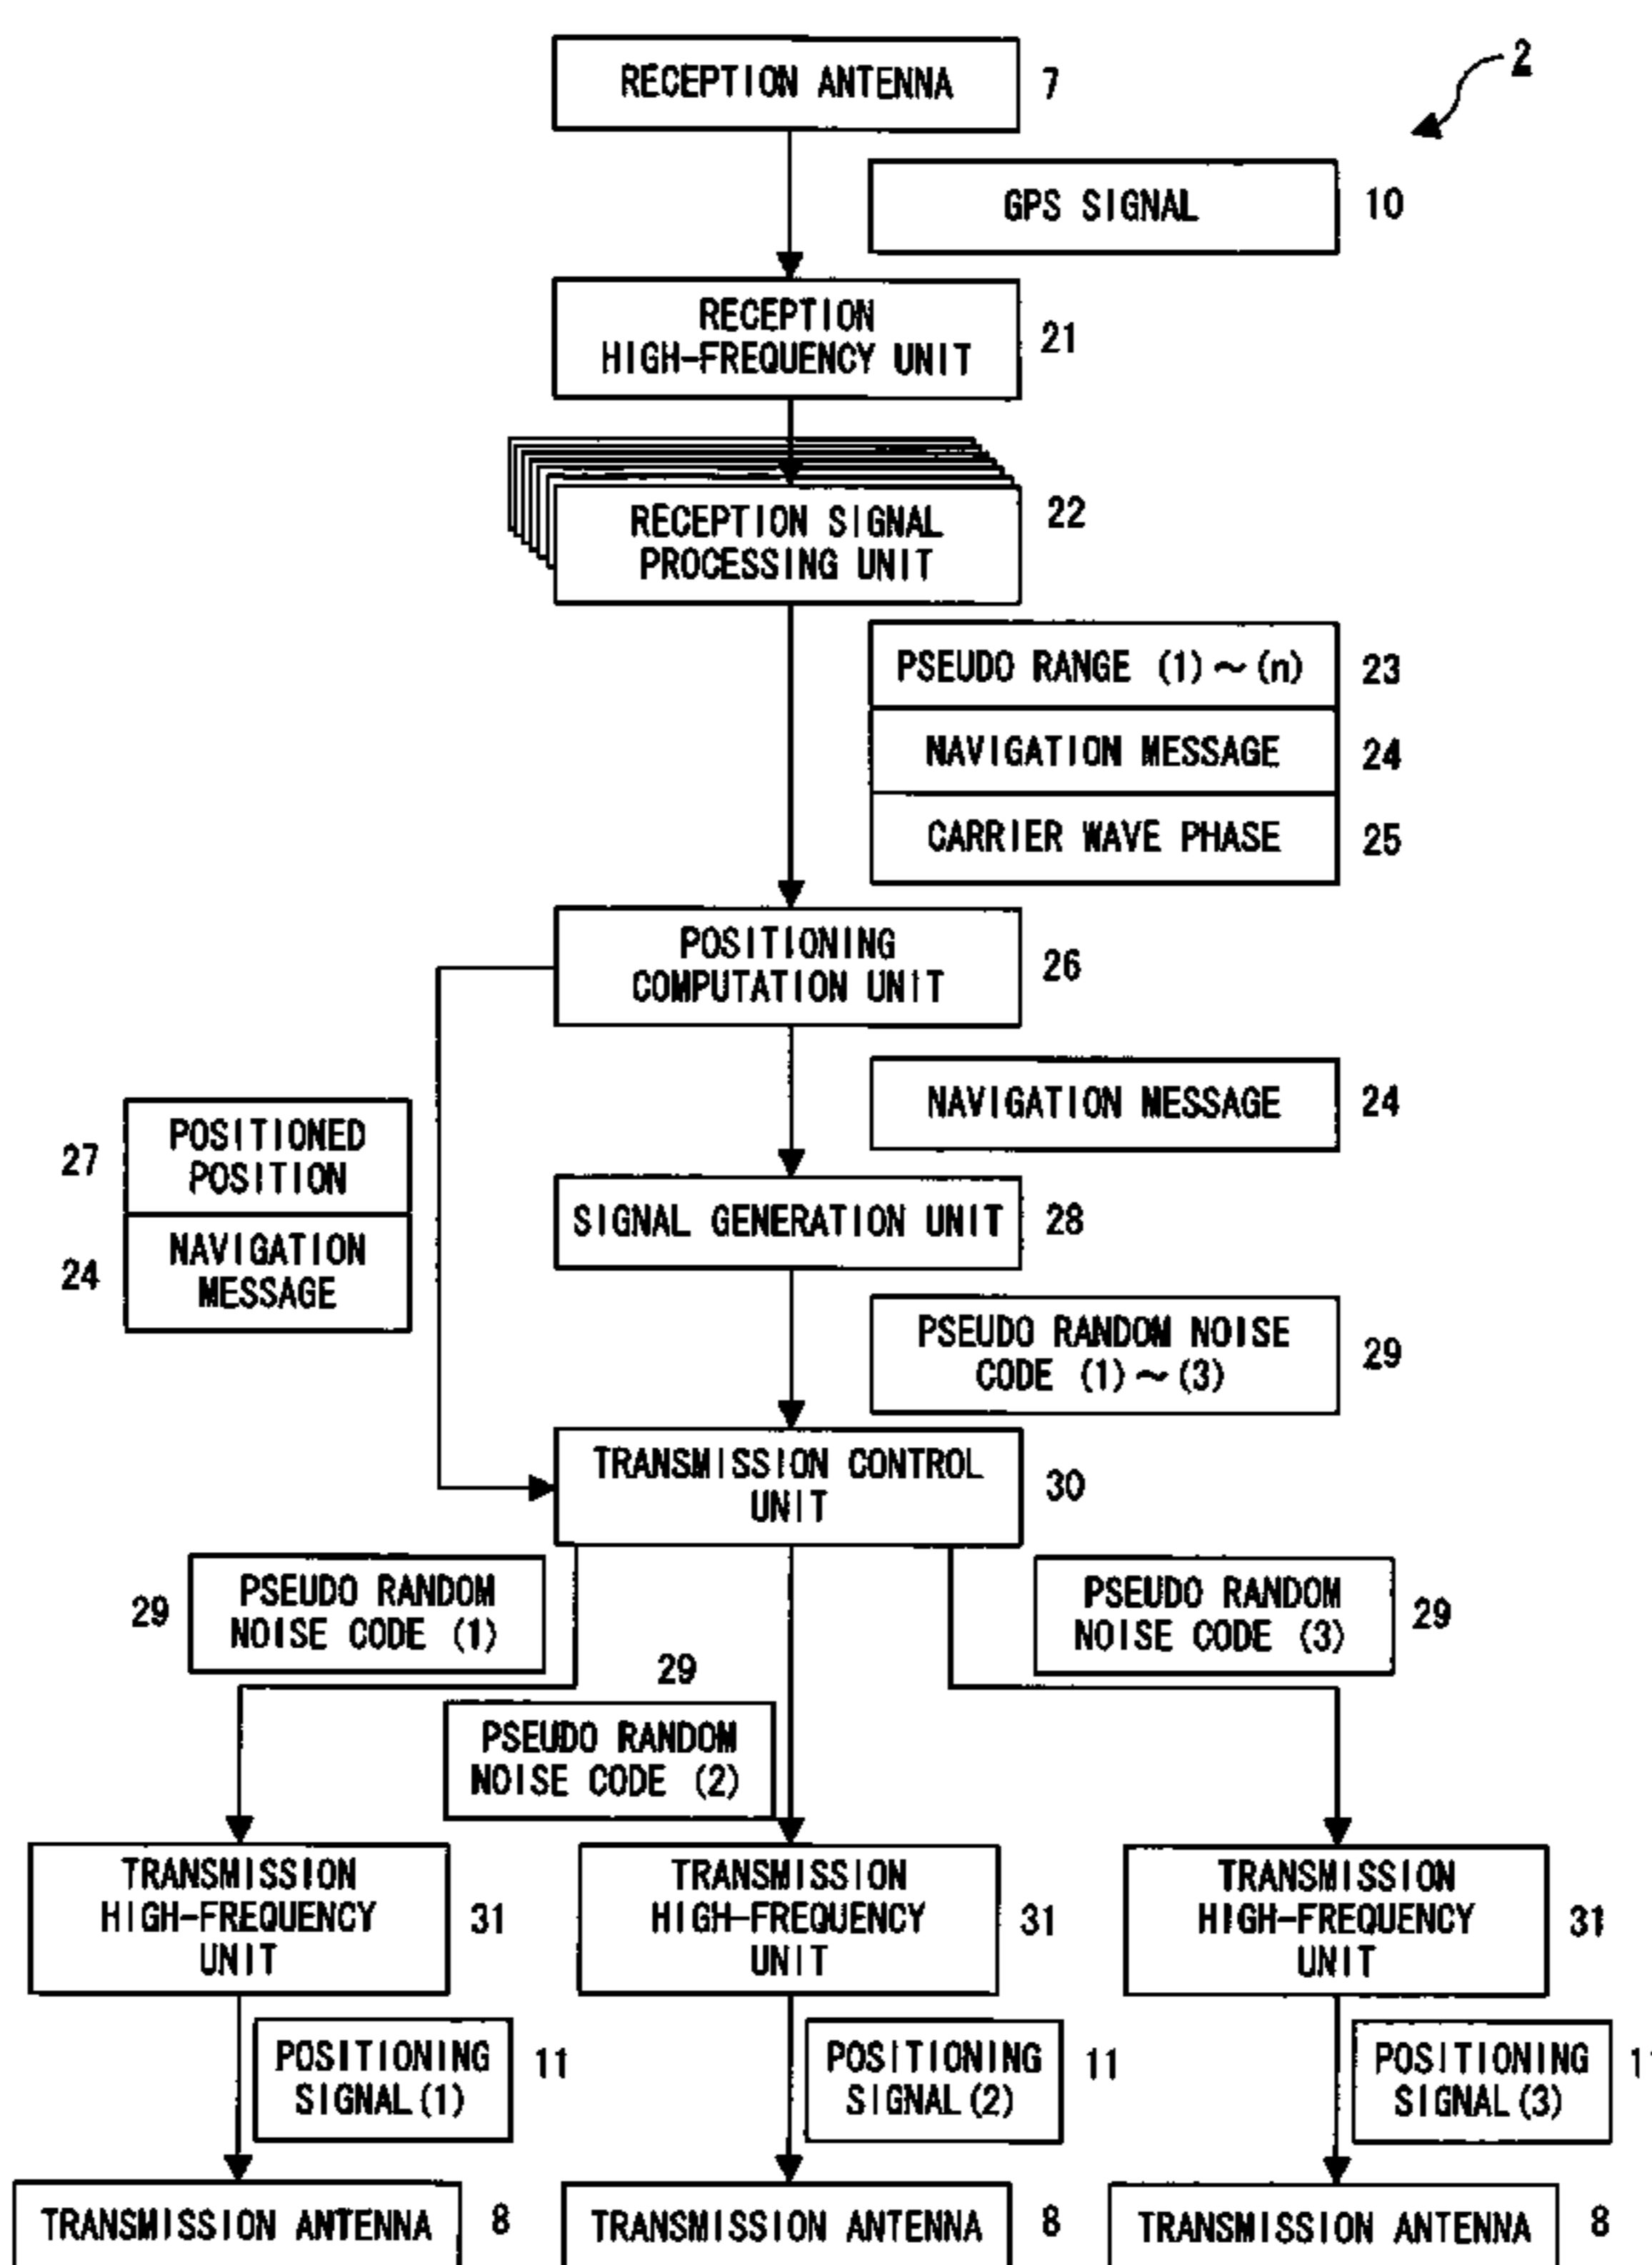 2
RECEPTION ANTENNA 7
GPS SIGNAL 10
RECEPTION
HIGH-FREQUENCY UNIT
21
RECEPTION SIGNAL
PROCESSING UNIT
22
PSEUDO RANGE (1)～(n) 23
NAVIGATION MESSAGE 24
CARRIER WAVE PHASE 25
POSITIONING
COMPUTATION UNIT
26
NAVIGATION MESSAGE 24
27
POSITIONED
POSITION
24
NAVIGATION
MESSAGE
SIGNAL GENERATION UNIT 28
PSEUDO RANDOM NOISE
CODE (1)～(3)
29
TRANSMISSION CONTROL
UNIT
30
29
PSEUDO RANDOM
NOISE CODE (1)
29
PSEUDO RANDOM
NOISE CODE (2)
PSEUDO RANDOM
NOISE CODE (3)
29
TRANSMISSION
HIGH-FREQUENCY
UNIT
31
TRANSMISSION
HIGH-FREQUENCY
UNIT
31
TRANSMISSION
HIGH-FREQUENCY
UNIT
31
POSITIONING
SIGNAL(1)
11
POSITIONING
SIGNAL(2)
11
POSITIONING
SIGNAL(3)
TRANSMISSION ANTENNA 8
TRANSMISSION ANTENNA 8
TRANSMISSION ANTENNA 8